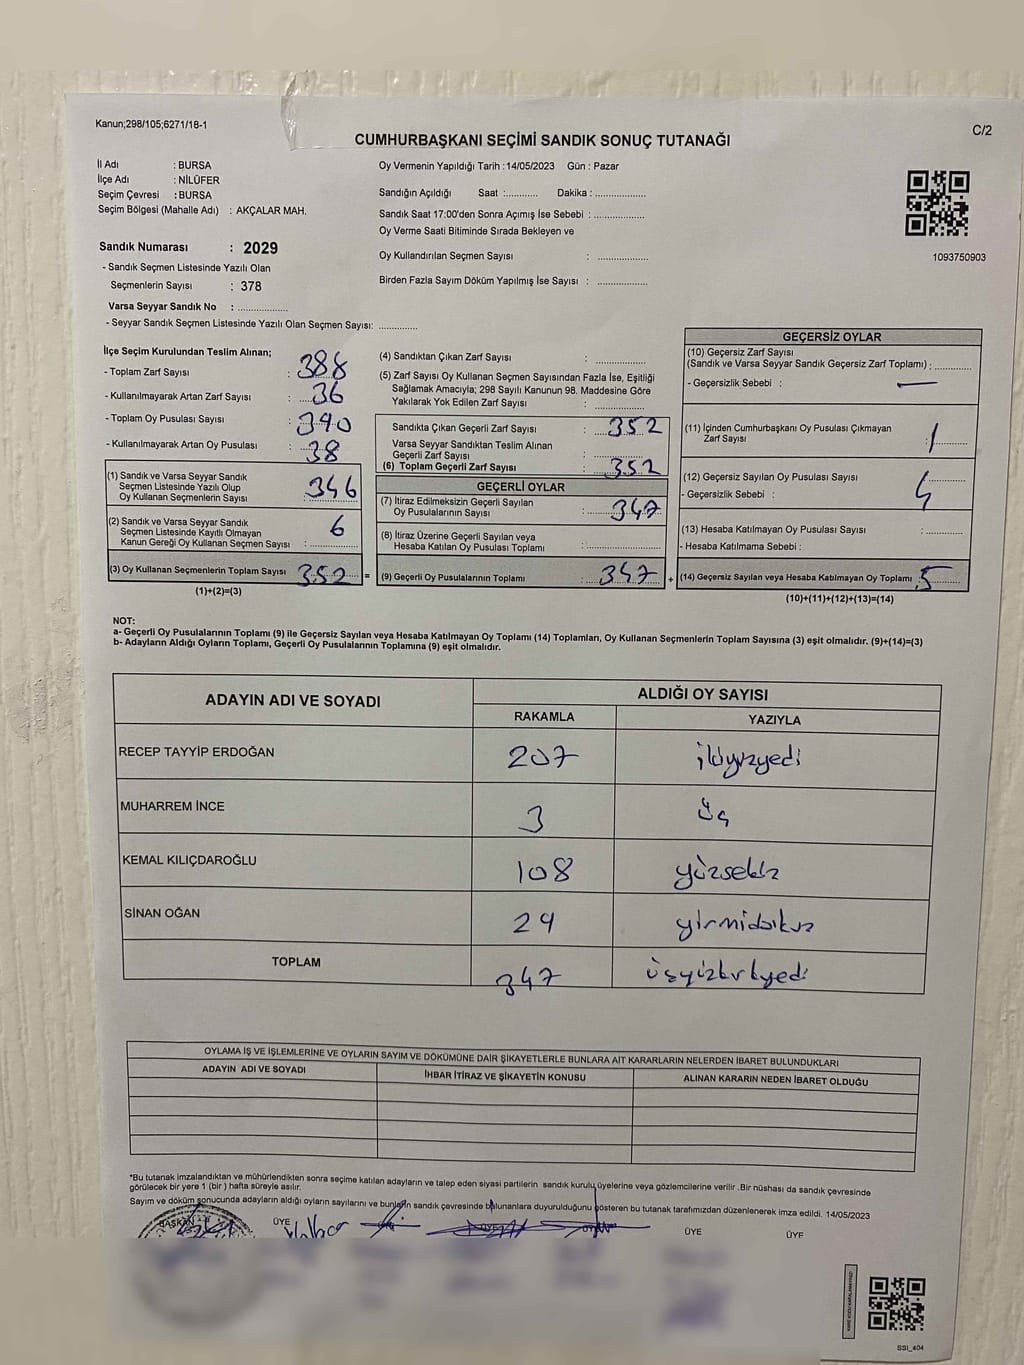 Kanun;298/105;6271/18-1
C/2
CUMHURBAŞKANI SEÇİMİ SANDIK SONUÇ TUTANAĞI
İl Adı : BURSA
İlçe Adı : NİLÜFER
Seçim Çevresi : BURSA
Seçim Bölgesi (Mahalle Adı) : AKÇALAR MAH.
Sandık Numarası : 2029
- Sandık Seçmen Listesinde Yazılı Olan
Seçmenlerin Sayısı : 378
Varsa Seyyar Sandık No : ..................
- Seyyar Sandık Seçmen Listesinde Yazılı Olan Seçmen Sayısı: ..............
Oy Vermenin Yapıldığı Tarih : 14/05/2023 Gün : Pazar
Sandığın Açıldığı Saat :........... Dakika : .................
Sandık Saat 17:00'den Sonra Açımış İse Sebebi : .................
Oy Verme Saati Bitiminde Sırada Bekleyen ve
Oy Kullandırılan Seçmen Sayısı : .................
Birden Fazla Sayım Döküm Yapılmış İse Sayısı : .................
1093750903
İlçe Seçim Kurulundan Teslim Alınan;
- Toplam Zarf Sayısı : 388
- Kullanılmayarak Artan Zarf Sayısı : 36
- Toplam Oy Pusulası Sayısı : 390
- Kullanılmayarak Artan Oy Pusulası : 38
(1) Sandık ve Varsa Seyyar Sandık
Seçmen Listesinde Yazılı Olup
Oy Kullanan Seçmenlerin Sayısı : 346
(2) Sandık ve Varsa Seyyar Sandık
Seçmen Listesinde Kayıtlı Olmayan
Kanun Gereği Oy Kullanan Seçmen Sayısı : 6
(3) Oy Kullanan Seçmenlerin Toplam Sayısı : 352 =
(1)+(2)=(3)
(4) Sandıktan Çıkan Zarf Sayısı : .................
(5) Zarf Sayısı Oy Kullanan Seçmen Sayısından Fazla İse, Eşitliği
Sağlamak Amacıyla; 298 Sayılı Kanunun 98. Maddesine Göre
Yakılarak Yok Edilen Zarf Sayısı : .................
Sandıkta Çıkan Geçerli Zarf Sayısı : 352
Varsa Seyyar Sandıktan Teslim Alınan
Geçerli Zarf Sayısı : .................
(6) Toplam Geçerli Zarf Sayısı : 352
GEÇERLİ OYLAR
(7) İtiraz Edilmeksizin Geçerli Sayılan
Oy Pusulalarının Sayısı : 347
(8) İtiraz Üzerine Geçerli Sayılan veya
Hesaba Katılan Oy Pusulası Toplamı : .................
(9) Geçerli Oy Pusulalarının Toplamı : 347 +
GEÇERSİZ OYLAR
(10) Geçersiz Zarf Sayısı
(Sandık ve Varsa Seyyar Sandık Geçersiz Zarf Toplamı) : ............
- Geçersizlik Sebebi : —
(11) İçinden Cumhurbaşkanı Oy Pusulası Çıkmayan
Zarf Sayısı : 1
(12) Geçersiz Sayılan Oy Pusulası Sayısı : 4
- Geçersizlik Sebebi :
(13) Hesaba Katılmayan Oy Pusulası Sayısı : ............
- Hesaba Katılmama Sebebi :
(14) Geçersiz Sayılan veya Hesaba Katılmayan Oy Toplamı : 5
(10)+(11)+(12)+(13)=(14)
NOT:
a- Geçerli Oy Pusulalarının Toplamı (9) ile Geçersiz Sayılan veya Hesaba Katılmayan Oy Toplamı (14) Toplamları, Oy Kullanan Seçmenlerin Toplam Sayısına (3) eşit olmalıdır. (9)+(14)=(3)
b- Adayların Aldığı Oyların Toplamı, Geçerli Oy Pusulalarının Toplamına (9) eşit olmalıdır.
ADAYIN ADI VE SOYADI ALDIĞI OY SAYISI
RAKAMLA YAZIYLA
RECEP TAYYİP ERDOĞAN 207 ikiyüzyedi
MUHARREM İNCE 3 üç
KEMAL KILIÇDAROĞLU 108 yüzsekiz
SİNAN OĞAN 29 yirmidokuz
TOPLAM 347 üçyüzkırkyedi
OYLAMA İŞ VE İŞLEMLERİNE VE OYLARIN SAYIM VE DÖKÜMÜNE DAİR ŞİKAYETLERLE BUNLARA AİT KARARLARIN NELERDEN İBARET BULUNDUKLARI
ADAYIN ADI VE SOYADI İHBAR İTİRAZ VE ŞİKAYETİN KONUSU ALINAN KARARIN NEDEN İBARET OLDUĞU
*Bu tutanak imzalandıktan ve mühürlendikten sonra seçime katılan adayların ve talep eden siyasi partilerin sandık kurulu üyelerine veya gözlemcilerine verilir .Bir nüshası da sandık çevresinde
görülecek bir yere 1 (bir ) hafta süreyle asılır.
Sayım ve döküm sonucunda adayların aldığı oyların sayılarını ve bunların sandık çevresinde bulunanlara duyurulduğunu gösteren bu tutanak tarafımızdan düzenlenerek imza edildi. 14/05/2023
BAŞKAN ÜYE ÜYE ÜYE ÜYE ÜYE
SSI_404